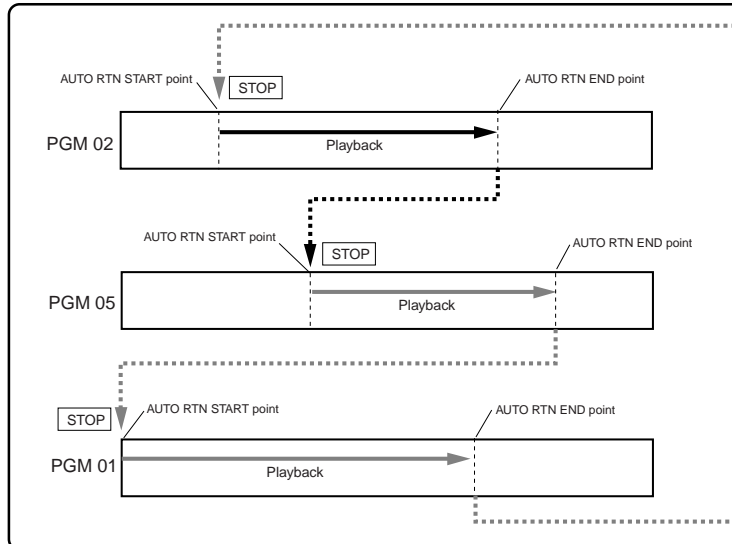 AUTO RTN START point
STOP
AUTO RTN END point
PGM 02
Playback
AUTO RTN START point
STOP
AUTO RTN END point
PGM 05
Playback
STOP
AUTO RTN START point
AUTO RTN END point
PGM 01
Playback